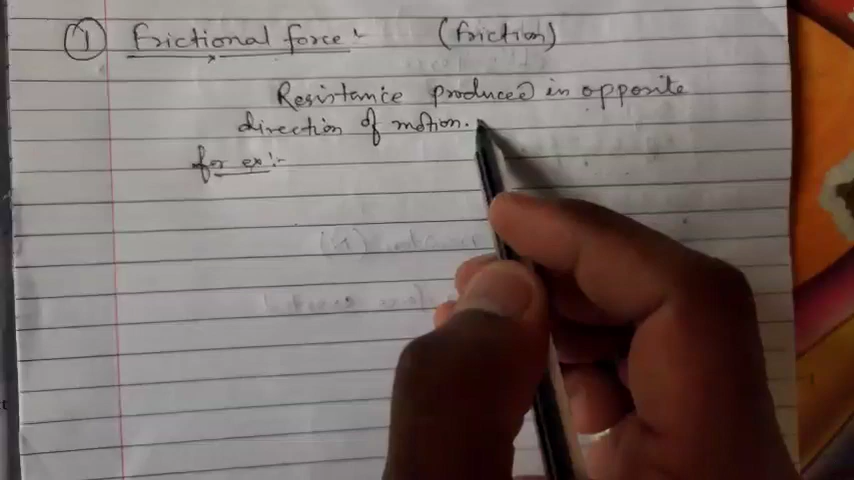 1 Frictional force :- (friction)
Resistance produced in opposite
direction of motion.
for ex :-